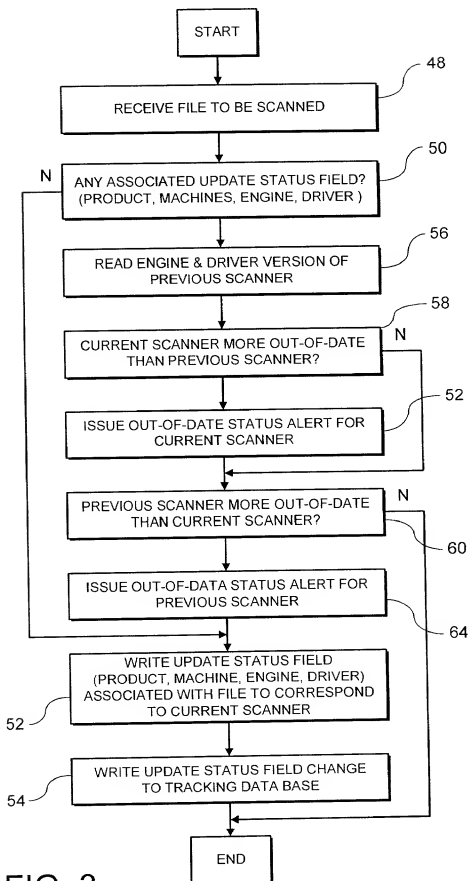 START
48
RECEIVE FILE TO BE SCANNED
50
N
ANY ASSOCIATED UPDATE STATUS FIELD?
(PRODUCT, MACHINES, ENGINE, DRIVER )
56
READ ENGINE & DRIVER VERSION OF
PREVIOUS SCANNER
58
CURRENT SCANNER MORE OUT-OF-DATE
THAN PREVIOUS SCANNER?
N
52
ISSUE OUT-OF-DATE STATUS ALERT FOR
CURRENT SCANNER
PREVIOUS SCANNER MORE OUT-OF-DATE
THAN CURRENT SCANNER?
N
60
ISSUE OUT-OF-DATA STATUS ALERT FOR
PREVIOUS SCANNER
64
WRITE UPDATE STATUS FIELD
(PRODUCT, MACHINE, ENGINE, DRIVER)
ASSOCIATED WITH FILE TO CORRESPOND
TO CURRENT SCANNER
52
WRITE UPDATE STATUS FIELD CHANGE
TO TRACKING DATA BASE
54
END
FIG.